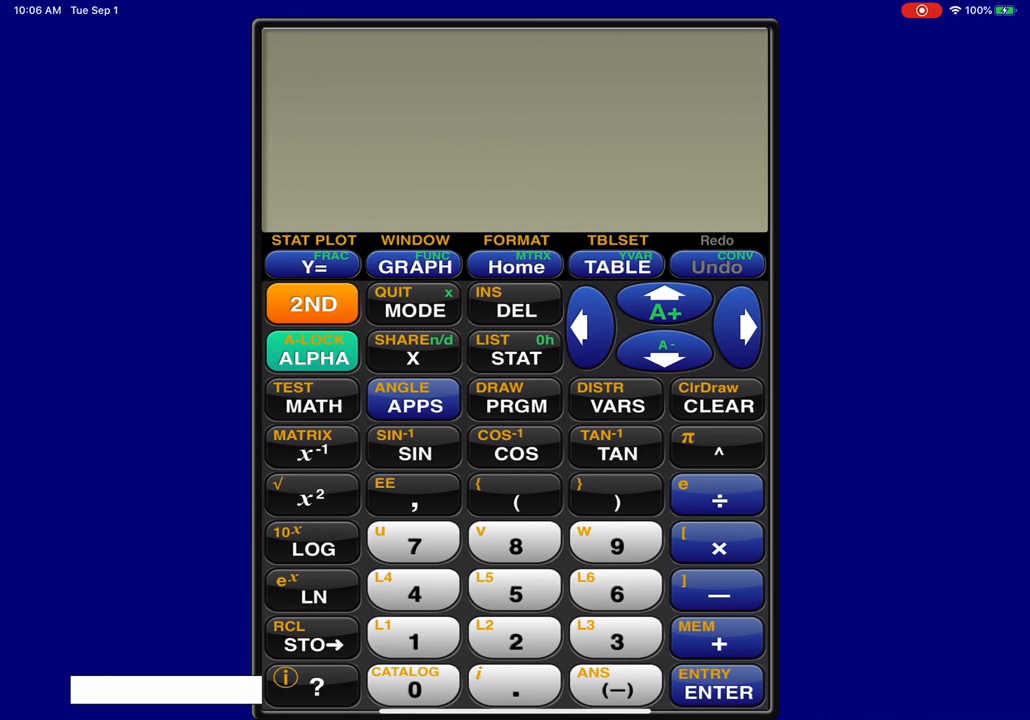 10:06 AM Tue Sep 1 100%
STAT PLOT WINDOW FORMAT TBLSET Redo
FRAC FUNC MTRX YVAR CONV
Y= GRAPH Home TABLE Undo
QUIT x INS
2ND MODE DEL A+
A-LOCK SHARE n/d LIST 0h A-
ALPHA X STAT
TEST ANGLE DRAW DISTR ClrDraw
MATH APPS PRGM VARS CLEAR
MATRIX SIN-1 COS-1 TAN-1 π
x-1 SIN COS TAN ^
√ EE { } e
x2 , ( ) ÷
10x u v w [
LOG 7 8 9 ×
ex L4 L5 L6 ]
LN 4 5 6 —
RCL L1 L2 L3 MEM
STO➔ 1 2 3 +
i CATALOG i ANS ENTRY
? 0 . (—) ENTER